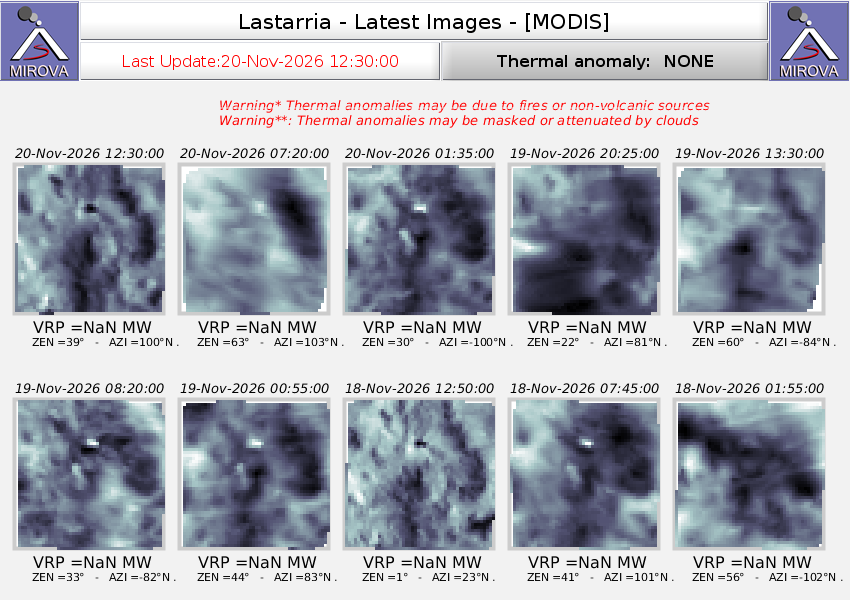 Lastarria - Latest Images - [MODIS]
MIROVA
Last Update:20-Nov-2026 12:30:00
Thermal anomaly: NONE
MIROVA
Warning* Thermal anomalies may be due to fires or non-volcanic sources
Warning**: Thermal anomalies may be masked or attenuated by clouds
20-Nov-2026 12:30:00
20-Nov-2026 07:20:00
20-Nov-2026 01:35:00
19-Nov-2026 20:25:00
19-Nov-2026 13:30:00
VRP =NaN MW
VRP =NaN MW
VRP =NaN MW
VRP =NaN MW
VRP =NaN MW
ZEN =39° - AZI =100°N .
ZEN =63° - AZI =103°N .
ZEN =30° - AZI =-100°N .
ZEN =22° - AZI =81°N .
ZEN =60° - AZI =-84°N .
19-Nov-2026 08:20:00
19-Nov-2026 00:55:00
18-Nov-2026 12:50:00
18-Nov-2026 07:45:00
18-Nov-2026 01:55:00
VRP =NaN MW
VRP =NaN MW
VRP =NaN MW
VRP =NaN MW
VRP =NaN MW
ZEN =33° - AZI =-82°N .
ZEN =44° - AZI =83°N .
ZEN =1° - AZI =23°N .
ZEN =41° - AZI =101°N .
ZEN =56° - AZI =-102°N .